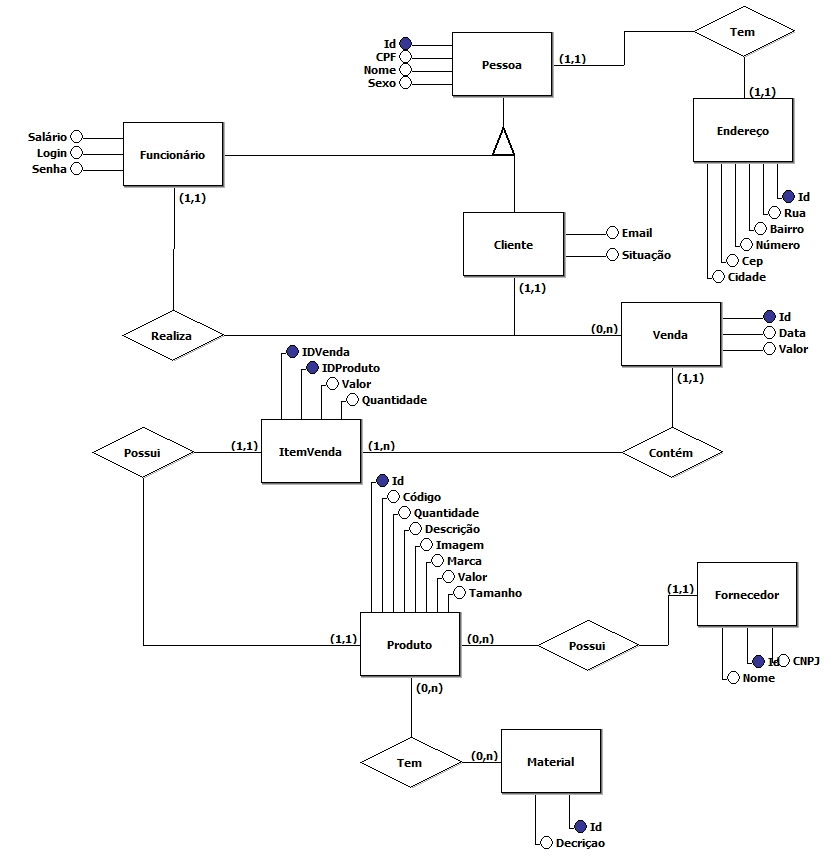 Id
CPF
Nome
Sexo
Pessoa
(1,1)
Tem
(1,1)
Endereço
Id
Rua
Bairro
Número
Cep
Cidade
Salário
Login
Senha
Funcionário
(1,1)
Cliente
Email
Situação
(1,1)
Realiza
(0,n)
Venda
Id
Data
Valor
(1,1)
IDVenda
IDProduto
Valor
Quantidade
Possui
(1,1)
ItemVenda
(1,n)
Contém
Id
Código
Quantidade
Descrição
Imagem
Marca
Valor
Tamanho
(1,1)
Produto
(0,n)
Possui
(1,1)
Fornecedor
Id
CNPJ
Nome
(0,n)
Tem
(0,n)
Material
Id
Decriçao